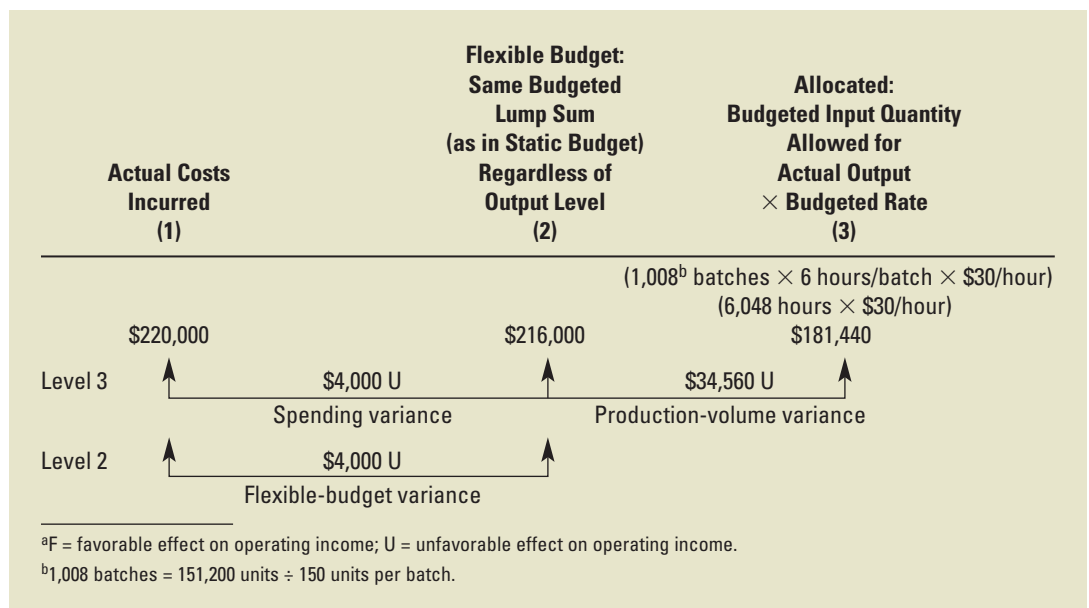 Actual Costs
Incurred
(1)
Flexible Budget:
Same Budgeted
Lump Sum
(as in Static Budget)
Regardless of
Output Level
(2)
Allocated:
Budgeted Input Quantity
Allowed for
Actual Output
× Budgeted Rate
(3)
(1,008ᵇ batches × 6 hours/batch × $30/hour)
(6,048 hours × $30/hour)
$220,000 $216,000 $181,440
Level 3 $4,000 U $34,560 U
Spending variance Production-volume variance
Level 2 $4,000 U
Flexible-budget variance
ᵃF = favorable effect on operating income; U = unfavorable effect on operating income.
ᵇ1,008 batches = 151,200 units ÷ 150 units per batch.